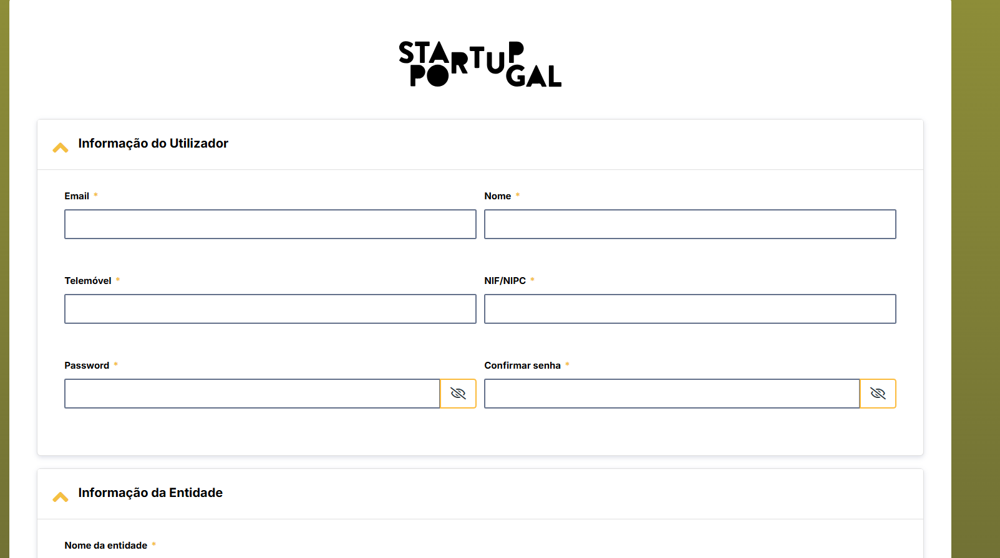 STARTUP
PORTUGAL
Informação do Utilizador
Email *
Nome *
Telemóvel *
NIF/NIPC *
Password *
Confirmar senha *
Informação da Entidade
Nome da entidade *